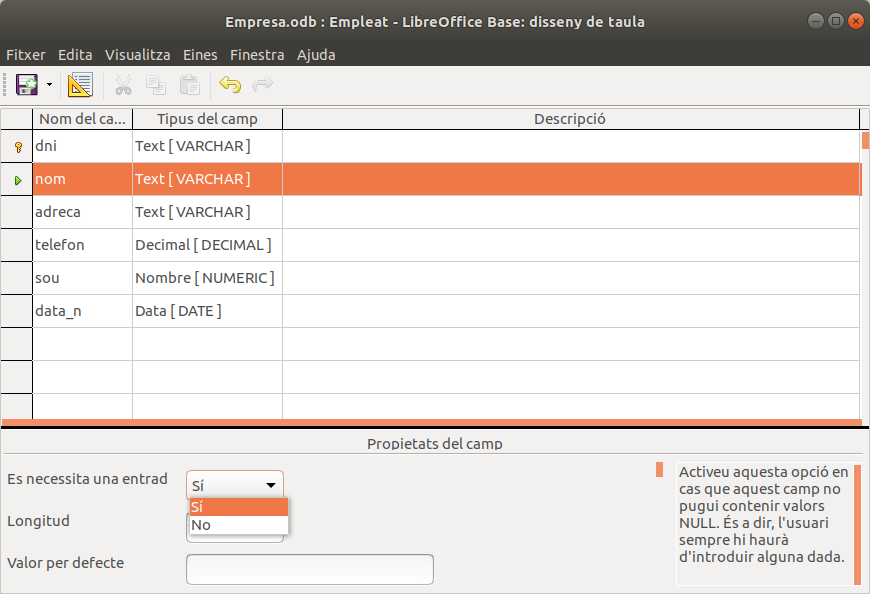 Empresa.odb : Empleat - LibreOffice Base: disseny de taula
Fitxer Edita Visualitza Eines Finestra Ajuda
Nom del ca... Tipus del camp Descripció
dni Text [ VARCHAR ]
nom Text [ VARCHAR ]
adreca Text [ VARCHAR ]
telefon Decimal [ DECIMAL ]
sou Nombre [ NUMERIC ]
data_n Data [ DATE ]
Propietats del camp
Es necessita una entrad Sí
Sí
No
Longitud
Valor per defecte
Activeu aquesta opció en
cas que aquest camp no
pugui contenir valors
NULL. És a dir, l'usuari
sempre hi haurà
d'introduir alguna dada.